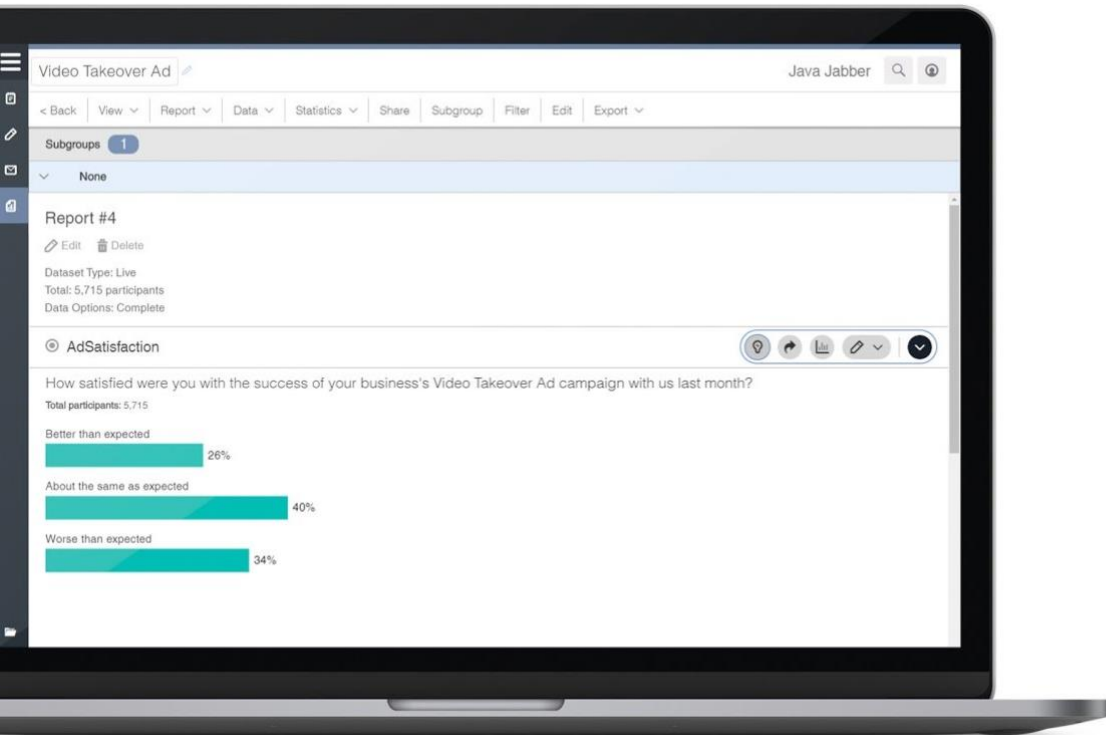 Video Takeover Ad
Java Jabber
< Back View Report Data Statistics Share Subgroup Filter Edit Export
Subgroups 1
None
Report #4
Edit Delete
Dataset Type: Live
Total: 5,715 participants
Data Options: Complete
AdSatisfaction
How satisfied were you with the success of your business's Video Takeover Ad campaign with us last month?
Total participants: 5,715
Better than expected
26%
About the same as expected
40%
Worse than expected
34%